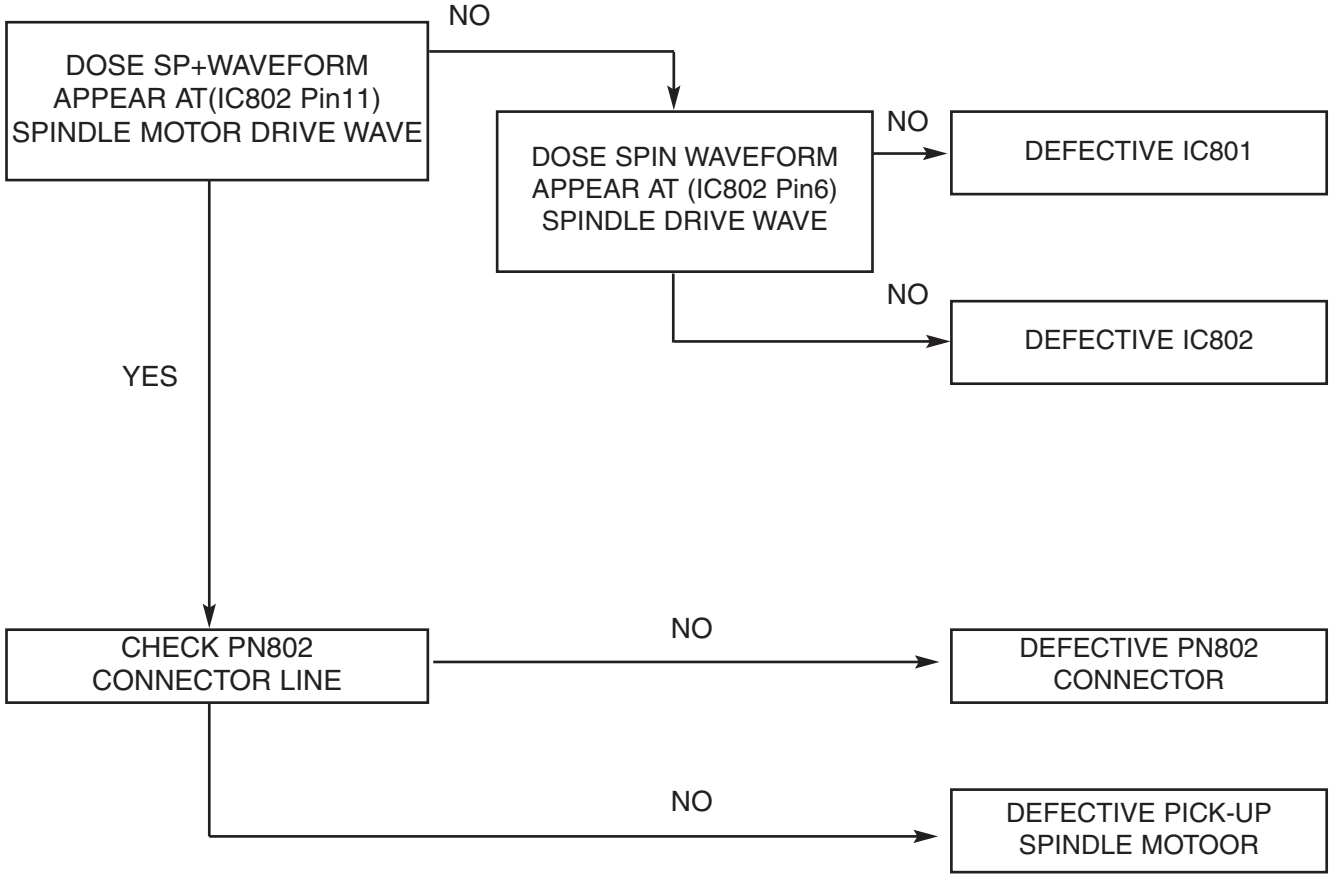 NO
DOSE SP+WAVEFORM
APPEAR AT(IC802 Pin11)
SPINDLE MOTOR DRIVE WAVE
DOSE SPIN WAVEFORM
APPEAR AT (IC802 Pin6)
SPINDLE DRIVE WAVE
NO
DEFECTIVE IC801
NO
DEFECTIVE IC802
YES
CHECK PN802
CONNECTOR LINE
NO
DEFECTIVE PN802
CONNECTOR
NO
DEFECTIVE PICK-UP
SPINDLE MOTOOR